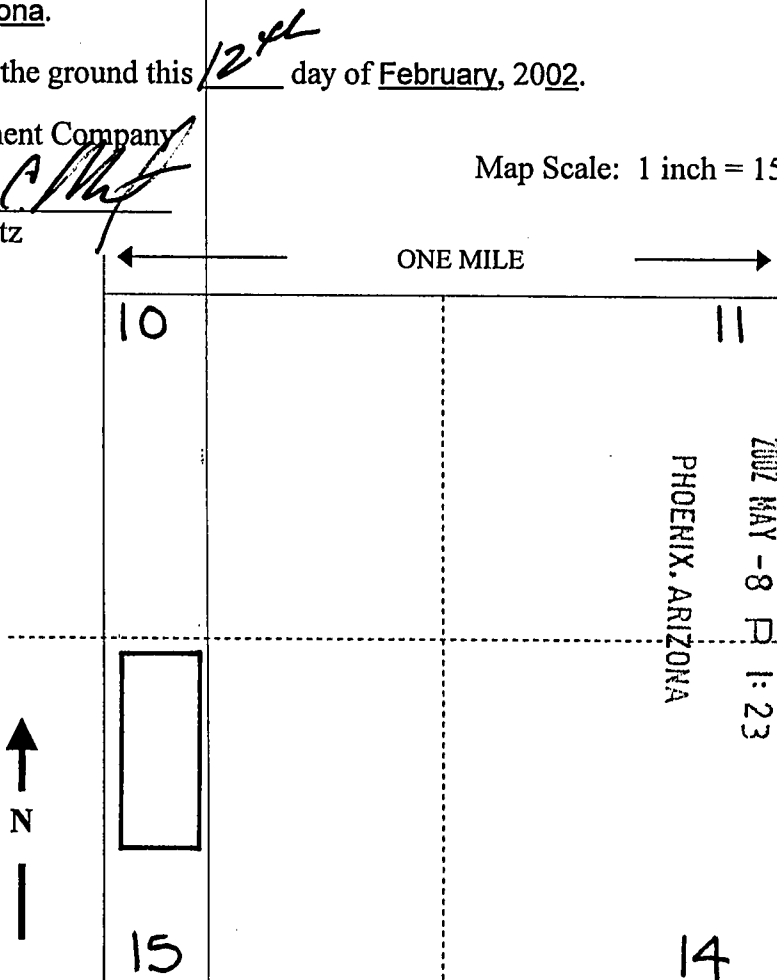 ona.
the ground this 12th day of February, 2002.
ment Company
Map Scale: 1 inch = 15
tz
ONE MILE
10
11
2002 MAY -8 P 1: 23
PHOENIX, ARIZONA
N
15
14